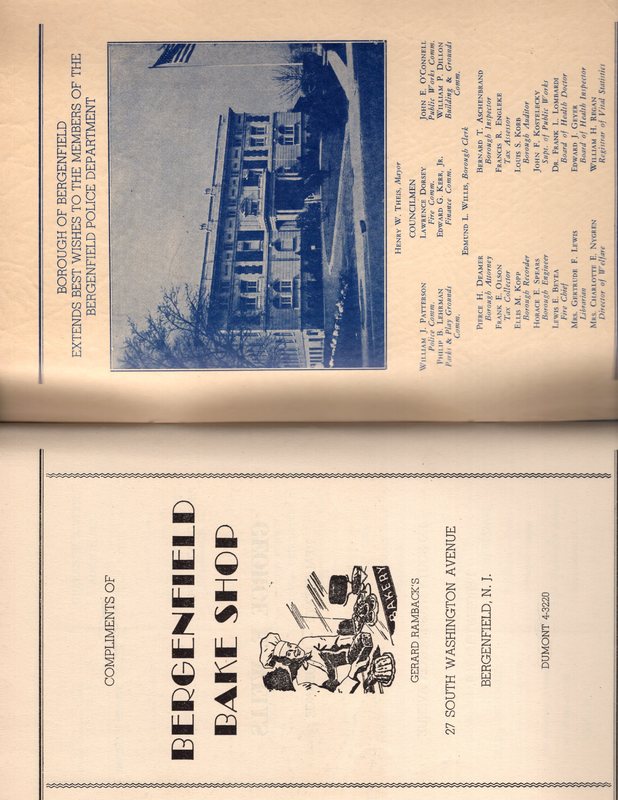 COMPLIMENTS OF
BERGENFIELD
BAKE SHOP
BAKERY
GERARD RAMBACK'S
27 SOUTH WASHINGTON AVENUE
BERGENFIELD, N. J.
DUMONT 4-3220
BOROUGH OF BERGENFIELD
EXTENDS BEST WISHES TO THE MEMBERS OF THE
BERGENFIELD POLICE DEPARTMENT
HENRY W. THEIS, Mayor
COUNCILMEN
WILLIAM J. PATTERSON
Police Comm.
PHILIP B. LEHRMAN
Parks & Play Grounds
Comm.
LAWRENCE DORSEY
Fire Comm.
EDWARD G. KERR, JR.
Finance Comm.
JOHN E. O'CONNELL
Public Works Comm.
WILLIAM P. DILLON
Building & Grounds
Comm.
EDMUND L. WILLIS, Borough Clerk
PIERCE H. DEAMER
Borough Attorney
FRANK E. OLSON
Tax Collector
ELLIS M. KOPP
Borough Recorder
HORACE E. SPEARS
Borough Engineer
LEWIS E. BEYEA
Fire Chief
MRS. GERTRUDE F. LEWIS
Librarian
MRS. CHARLOTTE E. NYGREN
Director of Welfare
BERNARD T. ASCHENBRAND
Borough Inspector
FRANCIS R. ENGLEKE
Tax Assessor
LOUIS S. KORB
Borough Auditor
JOHN F. KOSTELECKY
Supt. of Public Works
DR. FRANK L. LOMBARDI
Board of Health Doctor
EDWARD J. GEYER
Board of Health Inspector
WILLIAM H. REGAN
Registrar of Vital Statistics